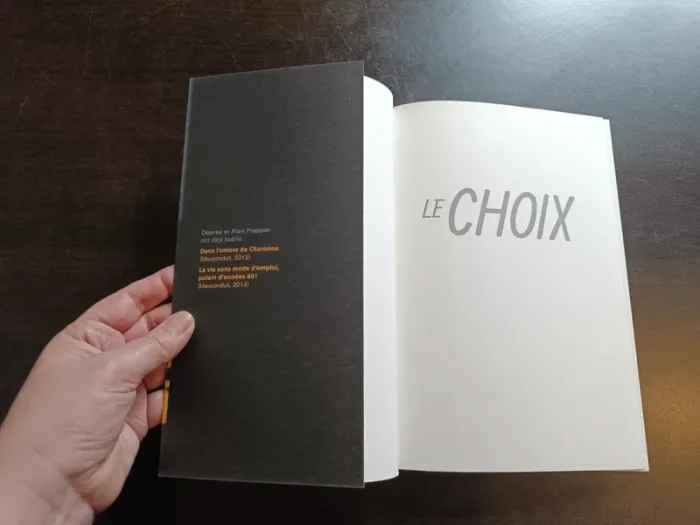 Désirée et Alain Frappier
ont déjà publié
Dans l'ombre de Charonne
(Mauconduit, 2012)
La vie sans mode d'emploi,
putain d'années 80!
(Mauconduit, 2014)
LE CHOIX